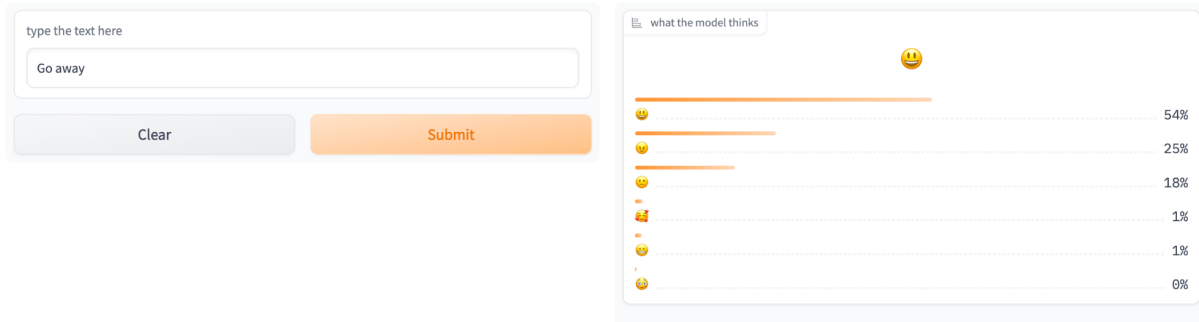 type the text here
Go away
Clear
Submit
what the model thinks
😃
😃 54%
😠 25%
🙁 18%
🥰 1%
😁 1%
😳 0%